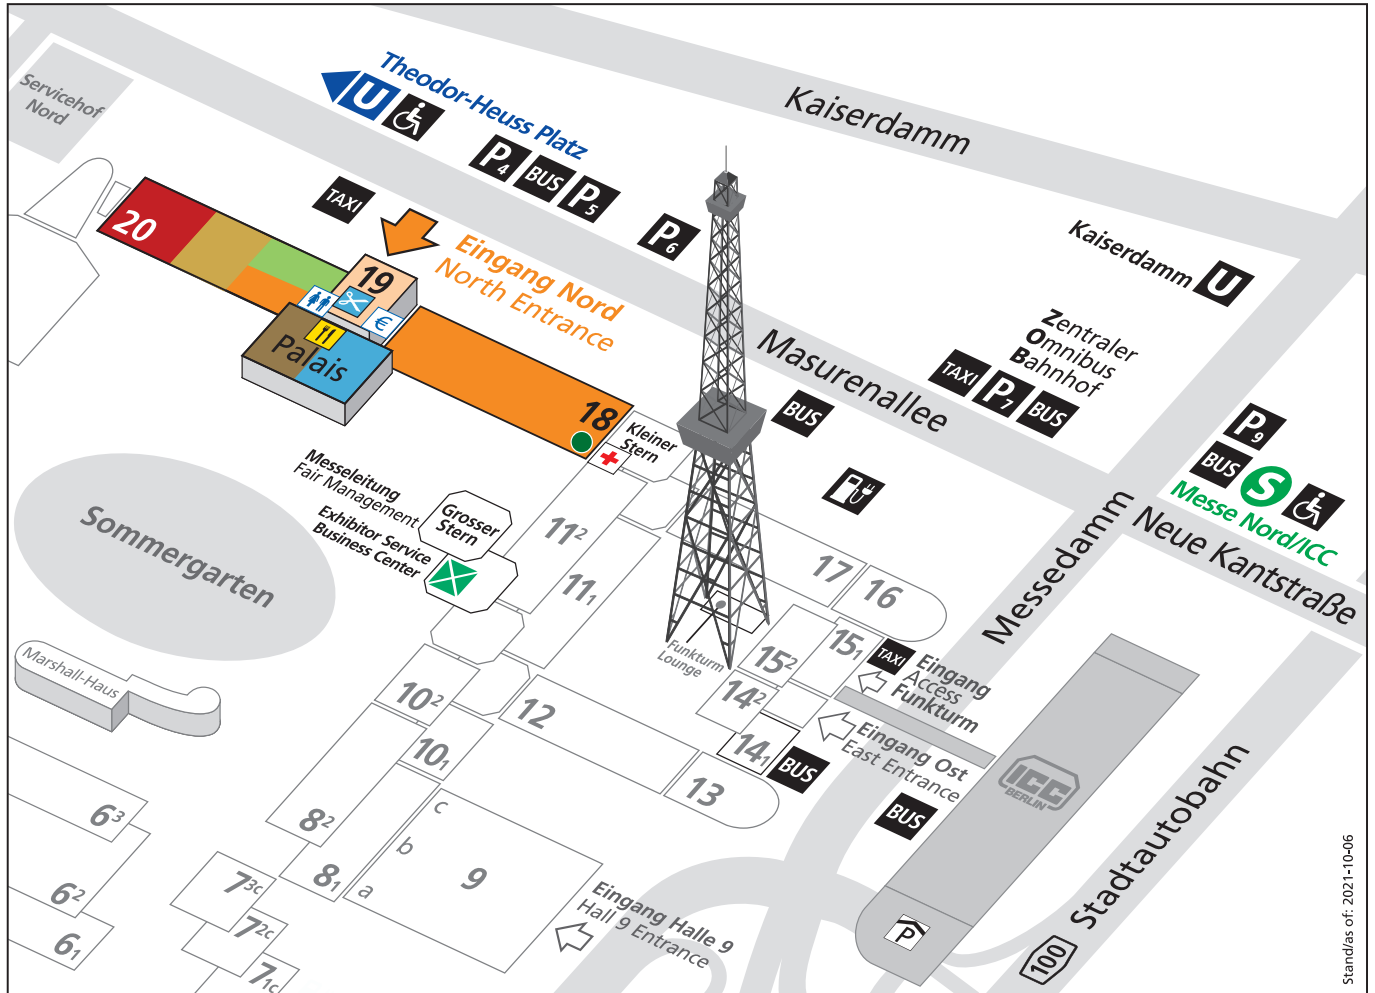 Servicehof
Nord
Theodor-Heuss Platz
U
P4
BUS
P5
P6
TAXI
Kaiserdamm
Kaiserdamm
U
20
19
Eingang Nord
North Entrance
Palais
€
18
Kleiner
Stern
Masurenallee
Zentraler
Omnibus
Bahnhof
TAXI
P7
BUS
BUS
P9
BUS
S
Messe Nord/ICC
Neue Kantstraße
Messedamm
Messeleitung
Fair Management
Exhibitor Service
Business Center
Grosser
Stern
Sommergarten
Marshall-Haus
11²
11₁
17
16
15₁
15²
14²
14₁
Funkturm
Lounge
TAXI
Eingang
Access
Funkturm
Eingang Ost
East Entrance
BUS
BUS
10²
10₁
12
13
8²
8₁
c
b
a
9
6³
6²
6₁
7³ᶜ
7²ᶜ
7₁c
Eingang Halle 9
Hall 9 Entrance
ICC
BERLIN
P
Stadtautobahn
100
Stand/as of: 2021-10-06